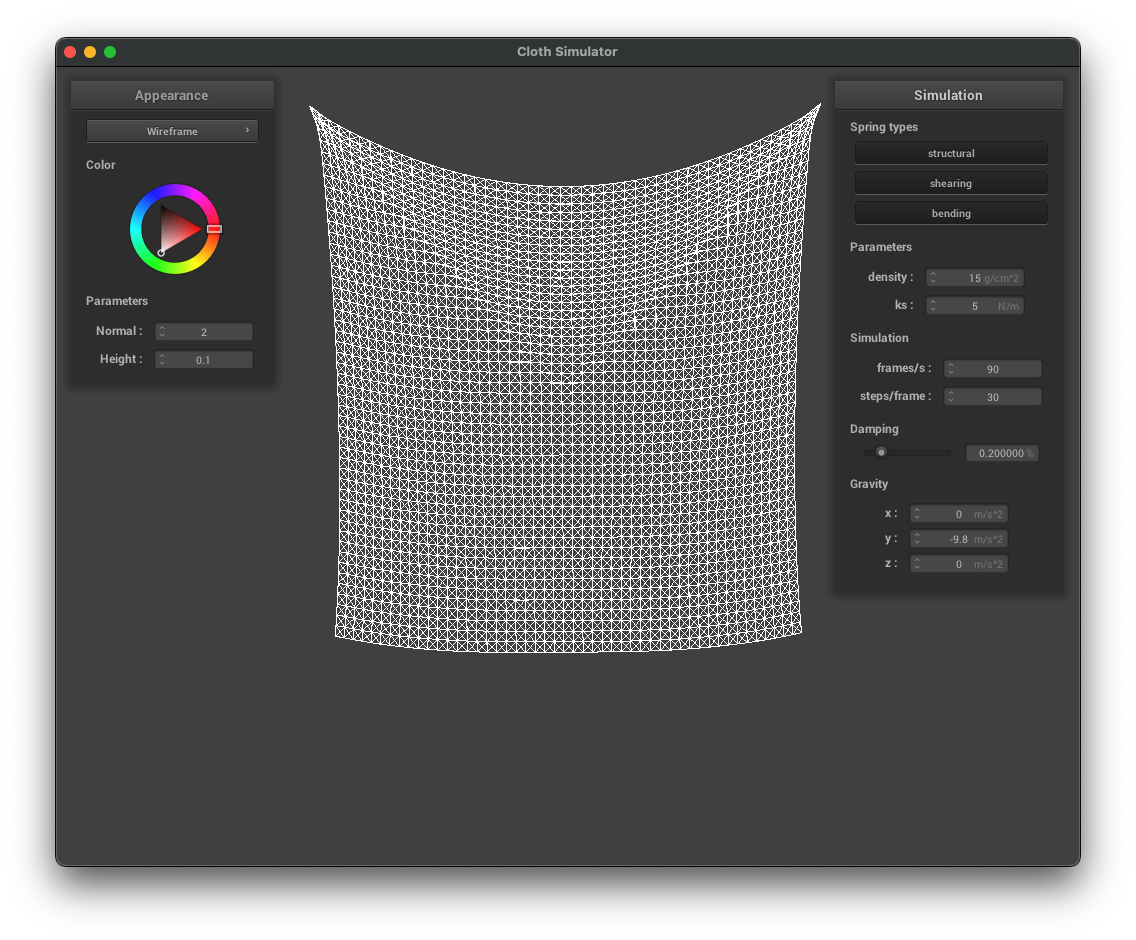 Cloth Simulator
Appearance
Wireframe
Color
Parameters
Normal : 2
Height : 0.1
Simulation
Spring types
structural
shearing
bending
Parameters
density : 15 g/cm^2
ks : 5 N/m
Simulation
frames/s : 90
steps/frame : 30
Damping
0.200000 %
Gravity
x : 0 m/s^2
y : -9.8 m/s^2
z : 0 m/s^2